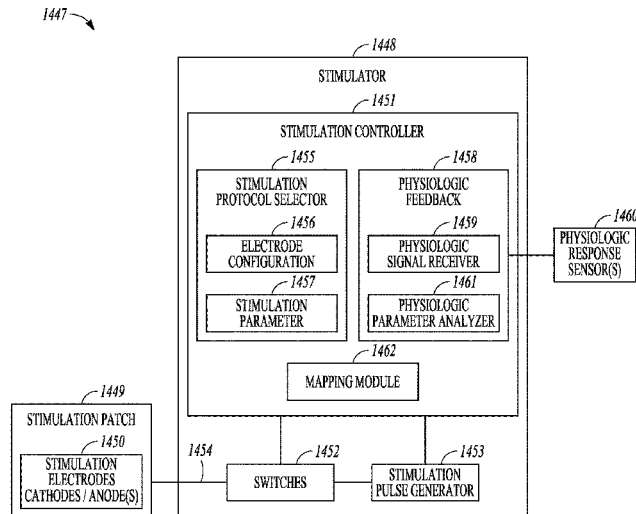 1447
1448
STIMULATOR
1451
STIMULATION CONTROLLER
1455
STIMULATION
PROTOCOL SELECTOR
1456
ELECTRODE
CONFIGURATION
1457
STIMULATION
PARAMETER
1458
PHYSIOLOGIC
FEEDBACK
1459
PHYSIOLOGIC
SIGNAL RECEIVER
1461
PHYSIOLOGIC
PARAMETER ANALYZER
1460
PHYSIOLOGIC
RESPONSE
SENSOR(S)
1462
MAPPING MODULE
1449
STIMULATION PATCH
1450
STIMULATION
ELECTRODES
CATHODES / ANODE(S)
1454
1452
SWITCHES
1453
STIMULATION
PULSE GENERATOR